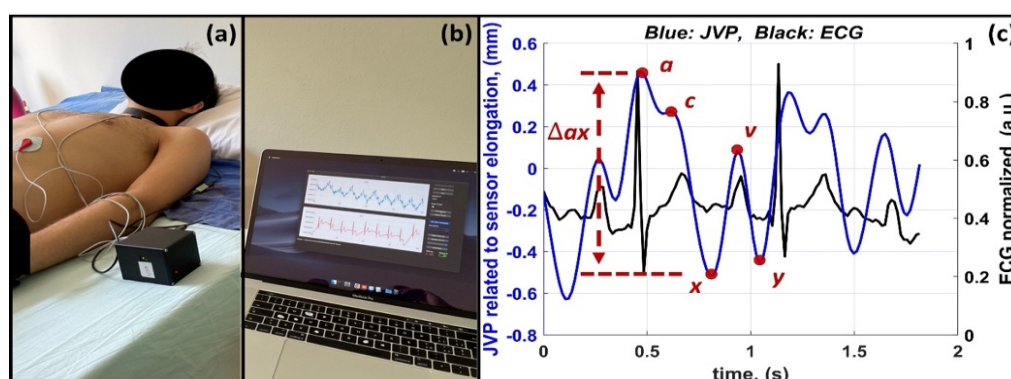 (a)
(b)
MacBook Pro
Blue: JVP, Black: ECG
(c)
JVP related to sensor elongation, (mm)
0.6
0.4
0.2
0
-0.2
-0.4
-0.6
-0.8
a
c
Δax
v
x
y
1
0.8
0.6
0.4
0.2
0
ECG normalized, (a.u.)
0
0.5
1
1.5
2
time, (s)